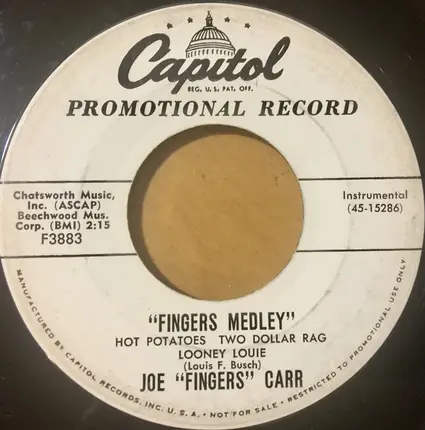 Capitol
REG. U. S. PAT. OFF.
PROMOTIONAL RECORD
Chatsworth Music,
Inc. (ASCAP)
Beechwood Mus.
Corp. (BMI) 2:15
F3883
Instrumental
(45-15286)
"FINGERS MEDLEY"
HOT POTATOES TWO DOLLAR RAG
LOONEY LOUIE
(Louis F. Busch)
JOE "FINGERS" CARR
MANUFACTURED BY CAPITOL RECORDS, INC. U. S. A. • NOT FOR SALE • RESTRICTED TO PROMOTIONAL USE ONLY